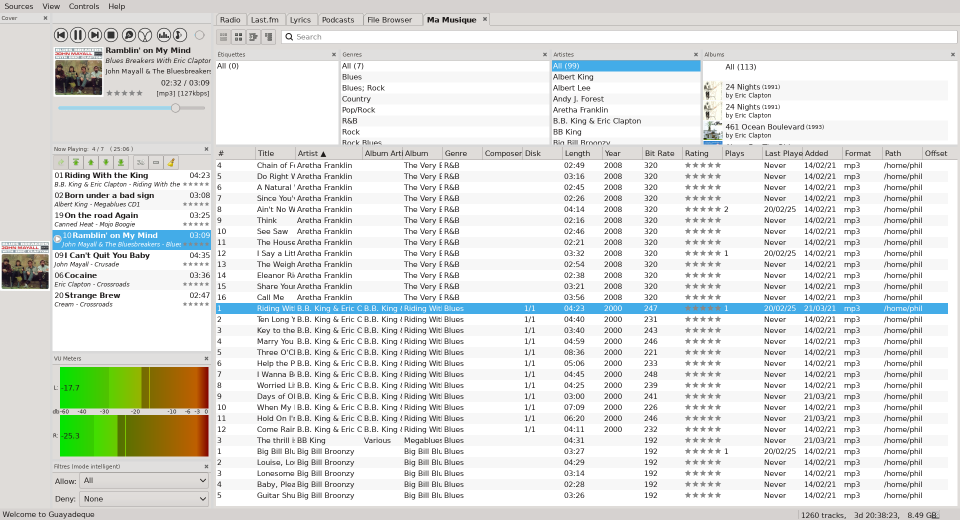 Sources View Controls Help
Cover
Radio Last.fm Lyrics Podcasts File Browser Ma Musique
Ramblin' on My Mind
Blues Breakers With Eric Clapton
John Mayall & The Bluesbreakers
02:32 / 03:09
[mp3] [127kbps]
Search
Étiquettes
All (0)
Genres
All (7)
Blues
Blues; Rock
Country
Pop/Rock
R&B
Rock
Rock Blues
Artistes
All (99)
Albert King
Albert Lee
Andy J. Forest
Aretha Franklin
B.B. King & Eric Clapton
BB King
Big Bill Broonzy
Albums
All (113)
24 Nights (1991)
by Eric Clapton
24 Nights (1991)
by Eric Clapton
461 Ocean Boulevard (1993)
by Eric Clapton
Now Playing: 4 / 7 ( 25:06 )
01 Riding With the King 04:23
B.B. King & Eric Clapton - Riding With the
02 Born under a bad sign 03:08
Albert King - Megablues CD1
19 On the road Again 03:25
Canned Heat - Mojo Boogie
10 Ramblin' on My Mind 03:09
John Mayall & The Bluesbreakers - Blues
09 I Can't Quit You Baby 04:35
John Mayall - Crusade
06 Cocaine 03:36
Eric Clapton - Crossroads
20 Strange Brew 02:47
Cream - Crossroads
VU Meters
L: -17.7
db -60 -40 -20 -10 -6 -3 0
R: -25.3
Filtres (mode intelligent)
Allow: All
Deny: None
# Title Artist ▲ Album Arti Album Genre Composer Disk Length Year Bit Rate Rating Plays Last Playe Added Format Path Offset
4 Chain of F Aretha Franklin The Very E R&B 02:49 2008 320 Never 14/02/21 mp3 /home/phil
5 Do Right V Aretha Franklin The Very E R&B 03:16 2008 320 Never 14/02/21 mp3 /home/phil
6 A Natural Aretha Franklin The Very E R&B 02:45 2008 320 Never 14/02/21 mp3 /home/phil
7 Since You' Aretha Franklin The Very E R&B 02:26 2008 320 Never 14/02/21 mp3 /home/phil
8 Ain't No W Aretha Franklin The Very E R&B 04:14 2008 320 2 20/02/25 14/02/21 mp3 /home/phil
9 Think Aretha Franklin The Very E R&B 02:16 2008 320 Never 14/02/21 mp3 /home/phil
10 See Saw Aretha Franklin The Very E R&B 02:46 2008 320 Never 14/02/21 mp3 /home/phil
11 The House Aretha Franklin The Very E R&B 02:21 2008 320 Never 14/02/21 mp3 /home/phil
12 I Say a Litt Aretha Franklin The Very E R&B 03:32 2008 320 1 20/02/25 14/02/21 mp3 /home/phil
13 The Weigh Aretha Franklin The Very E R&B 02:54 2008 320 Never 14/02/21 mp3 /home/phil
14 Eleanor Ri Aretha Franklin The Very E R&B 02:38 2008 320 Never 14/02/21 mp3 /home/phil
15 Share You Aretha Franklin The Very E R&B 03:21 2008 320 Never 14/02/21 mp3 /home/phil
16 Call Me Aretha Franklin The Very E R&B 03:56 2008 320 Never 14/02/21 mp3 /home/phil
1 Riding Wit B.B. King & Eric C B.B. King & Riding Wit Blues 1/1 04:23 2000 247 1 20/02/25 21/03/21 mp3 /home/phil
2 Ten Long Y B.B. King & Eric C B.B. King & Riding Wit Blues 1/1 04:40 2000 231 Never 14/02/21 mp3 /home/phil
3 Key to the B.B. King & Eric C B.B. King & Riding Wit Blues 1/1 03:40 2000 243 Never 21/03/21 mp3 /home/phil
4 Marry You B.B. King & Eric C B.B. King & Riding Wit Blues 1/1 04:59 2000 246 Never 14/02/21 mp3 /home/phil
5 Three O'Cl B.B. King & Eric C B.B. King & Riding Wit Blues 1/1 08:36 2000 221 Never 14/02/21 mp3 /home/phil
6 Help the P B.B. King & Eric C B.B. King & Riding Wit Blues 1/1 05:06 2000 233 Never 14/02/21 mp3 /home/phil
7 I Wanna B B.B. King & Eric C B.B. King & Riding Wit Blues 1/1 04:45 2000 248 Never 14/02/21 mp3 /home/phil
8 Worried Li B.B. King & Eric C B.B. King & Riding Wit Blues 1/1 04:25 2000 239 Never 14/02/21 mp3 /home/phil
9 Days of Ol B.B. King & Eric C B.B. King & Riding Wit Blues 1/1 03:00 2000 241 Never 21/03/21 mp3 /home/phil
10 When My B.B. King & Eric C B.B. King & Riding Wit Blues 1/1 07:09 2000 226 Never 14/02/21 mp3 /home/phil
11 Hold On I' B.B. King & Eric C B.B. King & Riding Wit Blues 1/1 06:20 2000 246 Never 21/03/21 mp3 /home/phil
12 Come Rair B.B. King & Eric C B.B. King & Riding Wit Blues 1/1 04:11 2000 232 Never 14/02/21 mp3 /home/phil
3 The thrill i BB King Various Megablues Blues 04:31 192 Never 21/03/21 mp3 /home/phil
1 Big Bill Blu Big Bill Broonzy Big Bill Blu Blues 03:27 192 1 20/02/25 14/02/21 mp3 /home/phil
2 Louise, Lo Big Bill Broonzy Big Bill Blu Blues 04:29 192 Never 14/02/21 mp3 /home/phil
3 Lonesome Big Bill Broonzy Big Bill Blu Blues 03:14 192 Never 14/02/21 mp3 /home/phil
4 Baby, Plea Big Bill Broonzy Big Bill Blu Blues 02:28 192 Never 14/02/21 mp3 /home/phil
5 Guitar Shu Big Bill Broonzy Big Bill Blu Blues 03:26 192 Never 14/02/21 mp3 /home/phil
Welcome to Guayadeque
1260 tracks, 3d 20:38:23, 8.49 GB